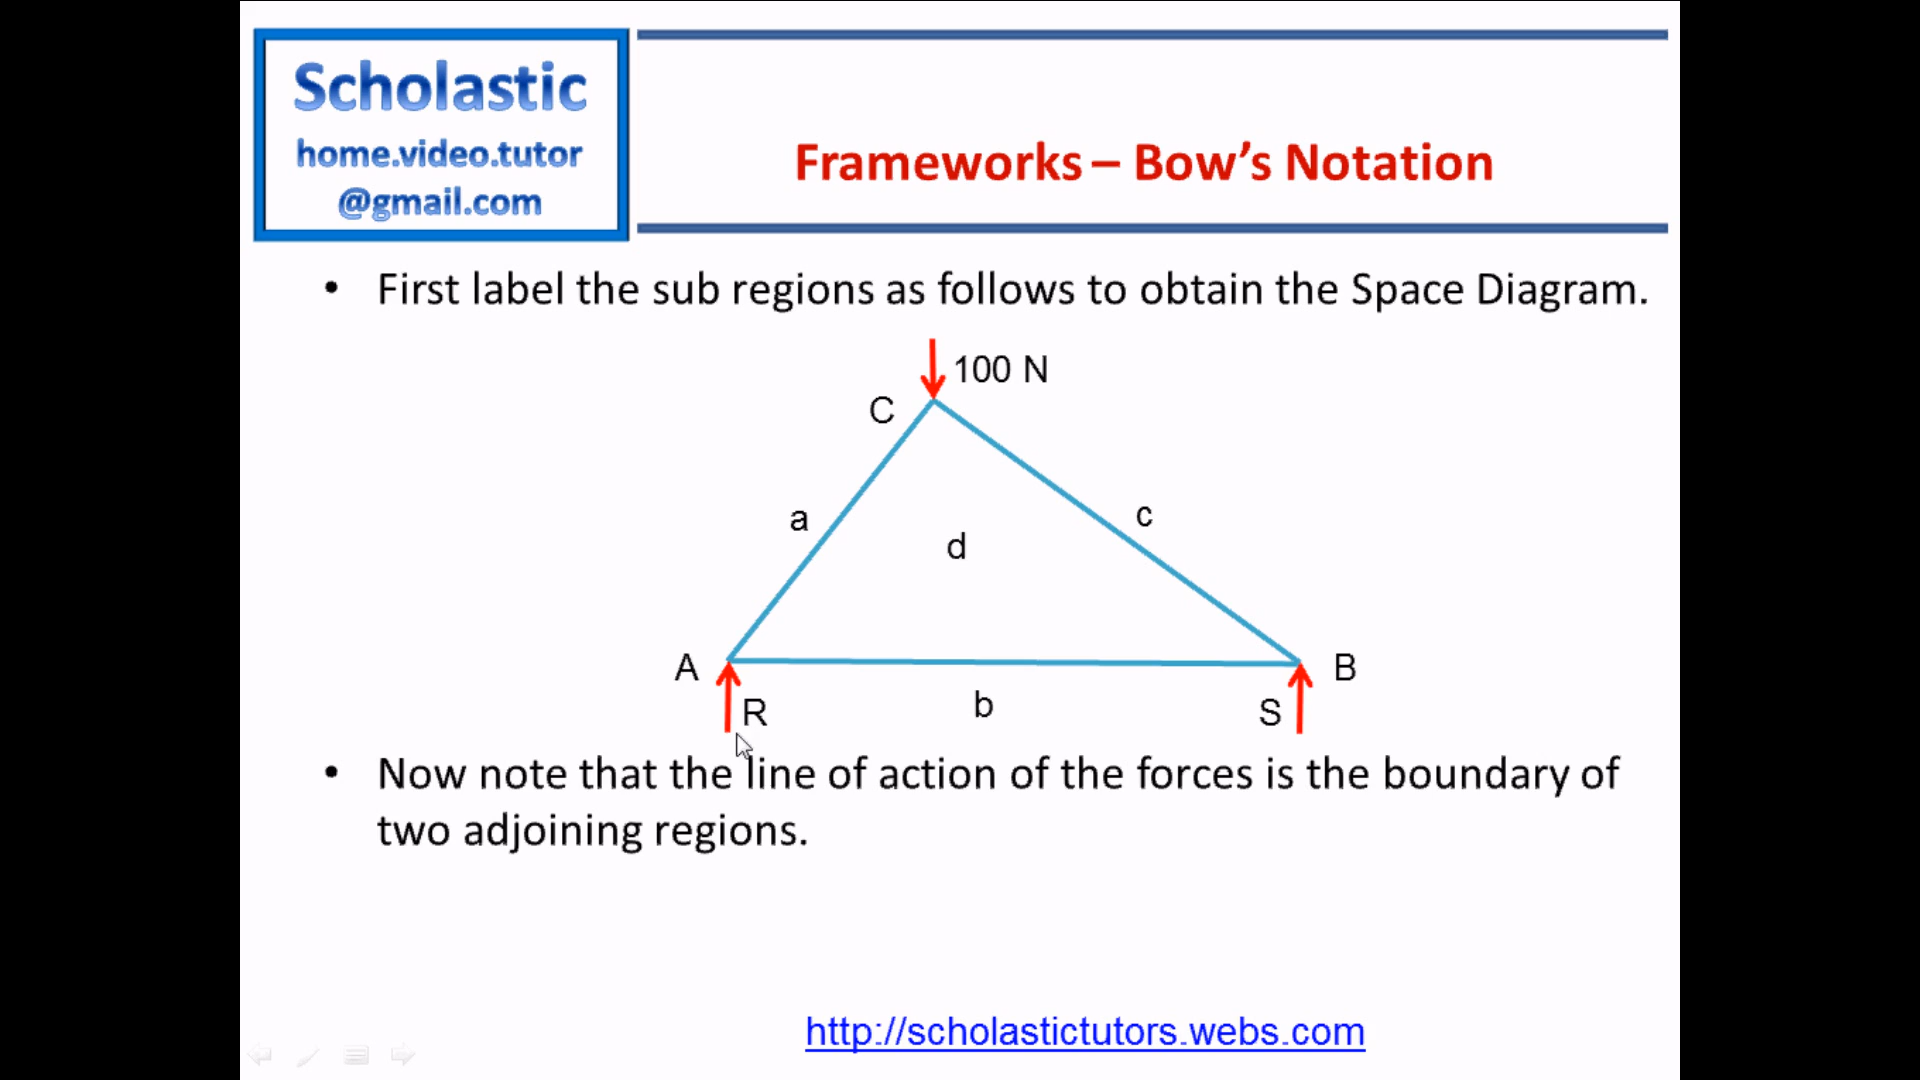 Scholastic
home.video.tutor
@gmail.com
Frameworks – Bow’s Notation
• First label the sub regions as follows to obtain the Space Diagram.
100 N
C
a
c
d
A
B
R
b
S
• Now note that the line of action of the forces is the boundary of
two adjoining regions.
http://scholastictutors.webs.com